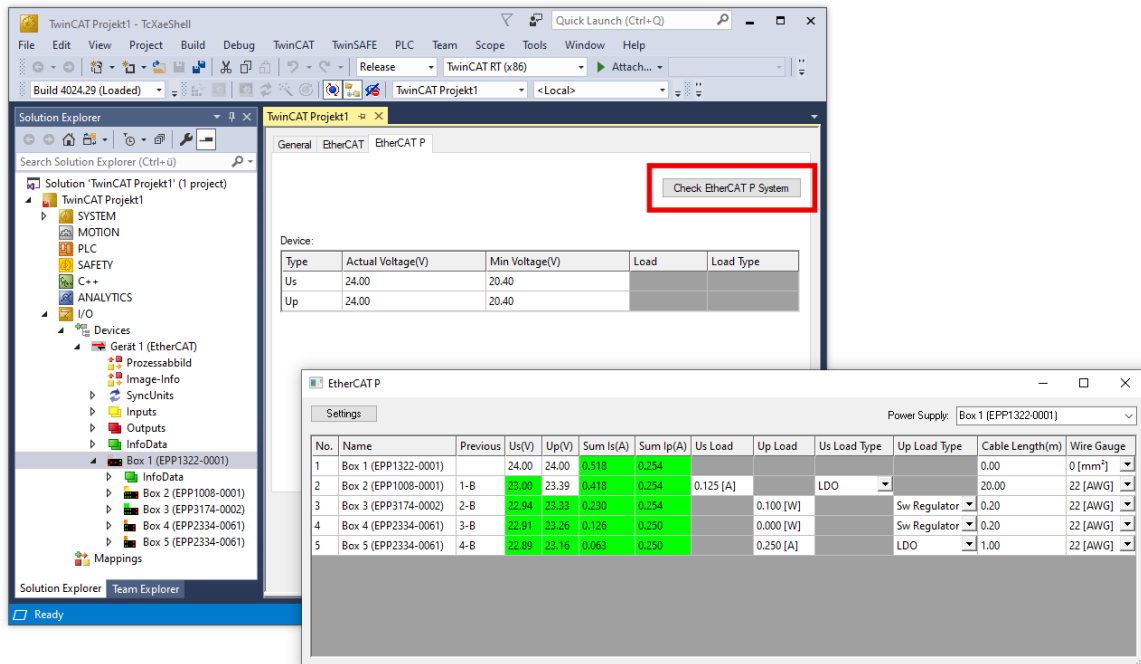 TwinCAT Projekt1 - TcXaeShell
Quick Launch (Ctrl+Q)
File Edit View Project Build Debug TwinCAT TwinSAFE PLC Team Scope Tools Window Help
Release TwinCAT RT (x86) Attach...
Build 4024.29 (Loaded) TwinCAT Projekt1 <Local>
Solution Explorer
Search Solution Explorer (Ctrl+ü)
Solution 'TwinCAT Projekt1' (1 project)
TwinCAT Projekt1
SYSTEM
MOTION
PLC
SAFETY
C++
ANALYTICS
I/O
Devices
Gerät 1 (EtherCAT)
Prozessabbild
Image-Info
SyncUnits
Inputs
Outputs
InfoData
Box 1 (EPP1322-0001)
InfoData
Box 2 (EPP1008-0001)
Box 3 (EPP3174-0002)
Box 4 (EPP2334-0061)
Box 5 (EPP2334-0061)
Mappings
Solution Explorer Team Explorer
Ready
TwinCAT Projekt1
General EtherCAT EtherCAT P
Check EtherCAT P System
Device:
Type Actual Voltage(V) Min Voltage(V) Load Load Type
Us 24.00 20.40
Up 24.00 20.40
EtherCAT P
Settings Power Supply: Box 1 (EPP1322-0001)
No. Name Previous Us(V) Up(V) Sum Is(A) Sum Ip(A) Us Load Up Load Us Load Type Up Load Type Cable Length(m) Wire Gauge
1 Box 1 (EPP1322-0001) 24.00 24.00 0.518 0.254 0.00 0 [mm²]
2 Box 2 (EPP1008-0001) 1-B 23.00 23.39 0.418 0.254 0.125 [A] LDO 20.00 22 [AWG]
3 Box 3 (EPP3174-0002) 2-B 22.94 23.33 0.230 0.254 0.100 [W] Sw Regulator 0.20 22 [AWG]
4 Box 4 (EPP2334-0061) 3-B 22.91 23.26 0.126 0.250 0.000 [W] Sw Regulator 0.20 22 [AWG]
5 Box 5 (EPP2334-0061) 4-B 22.89 23.16 0.063 0.250 0.250 [A] LDO 1.00 22 [AWG]